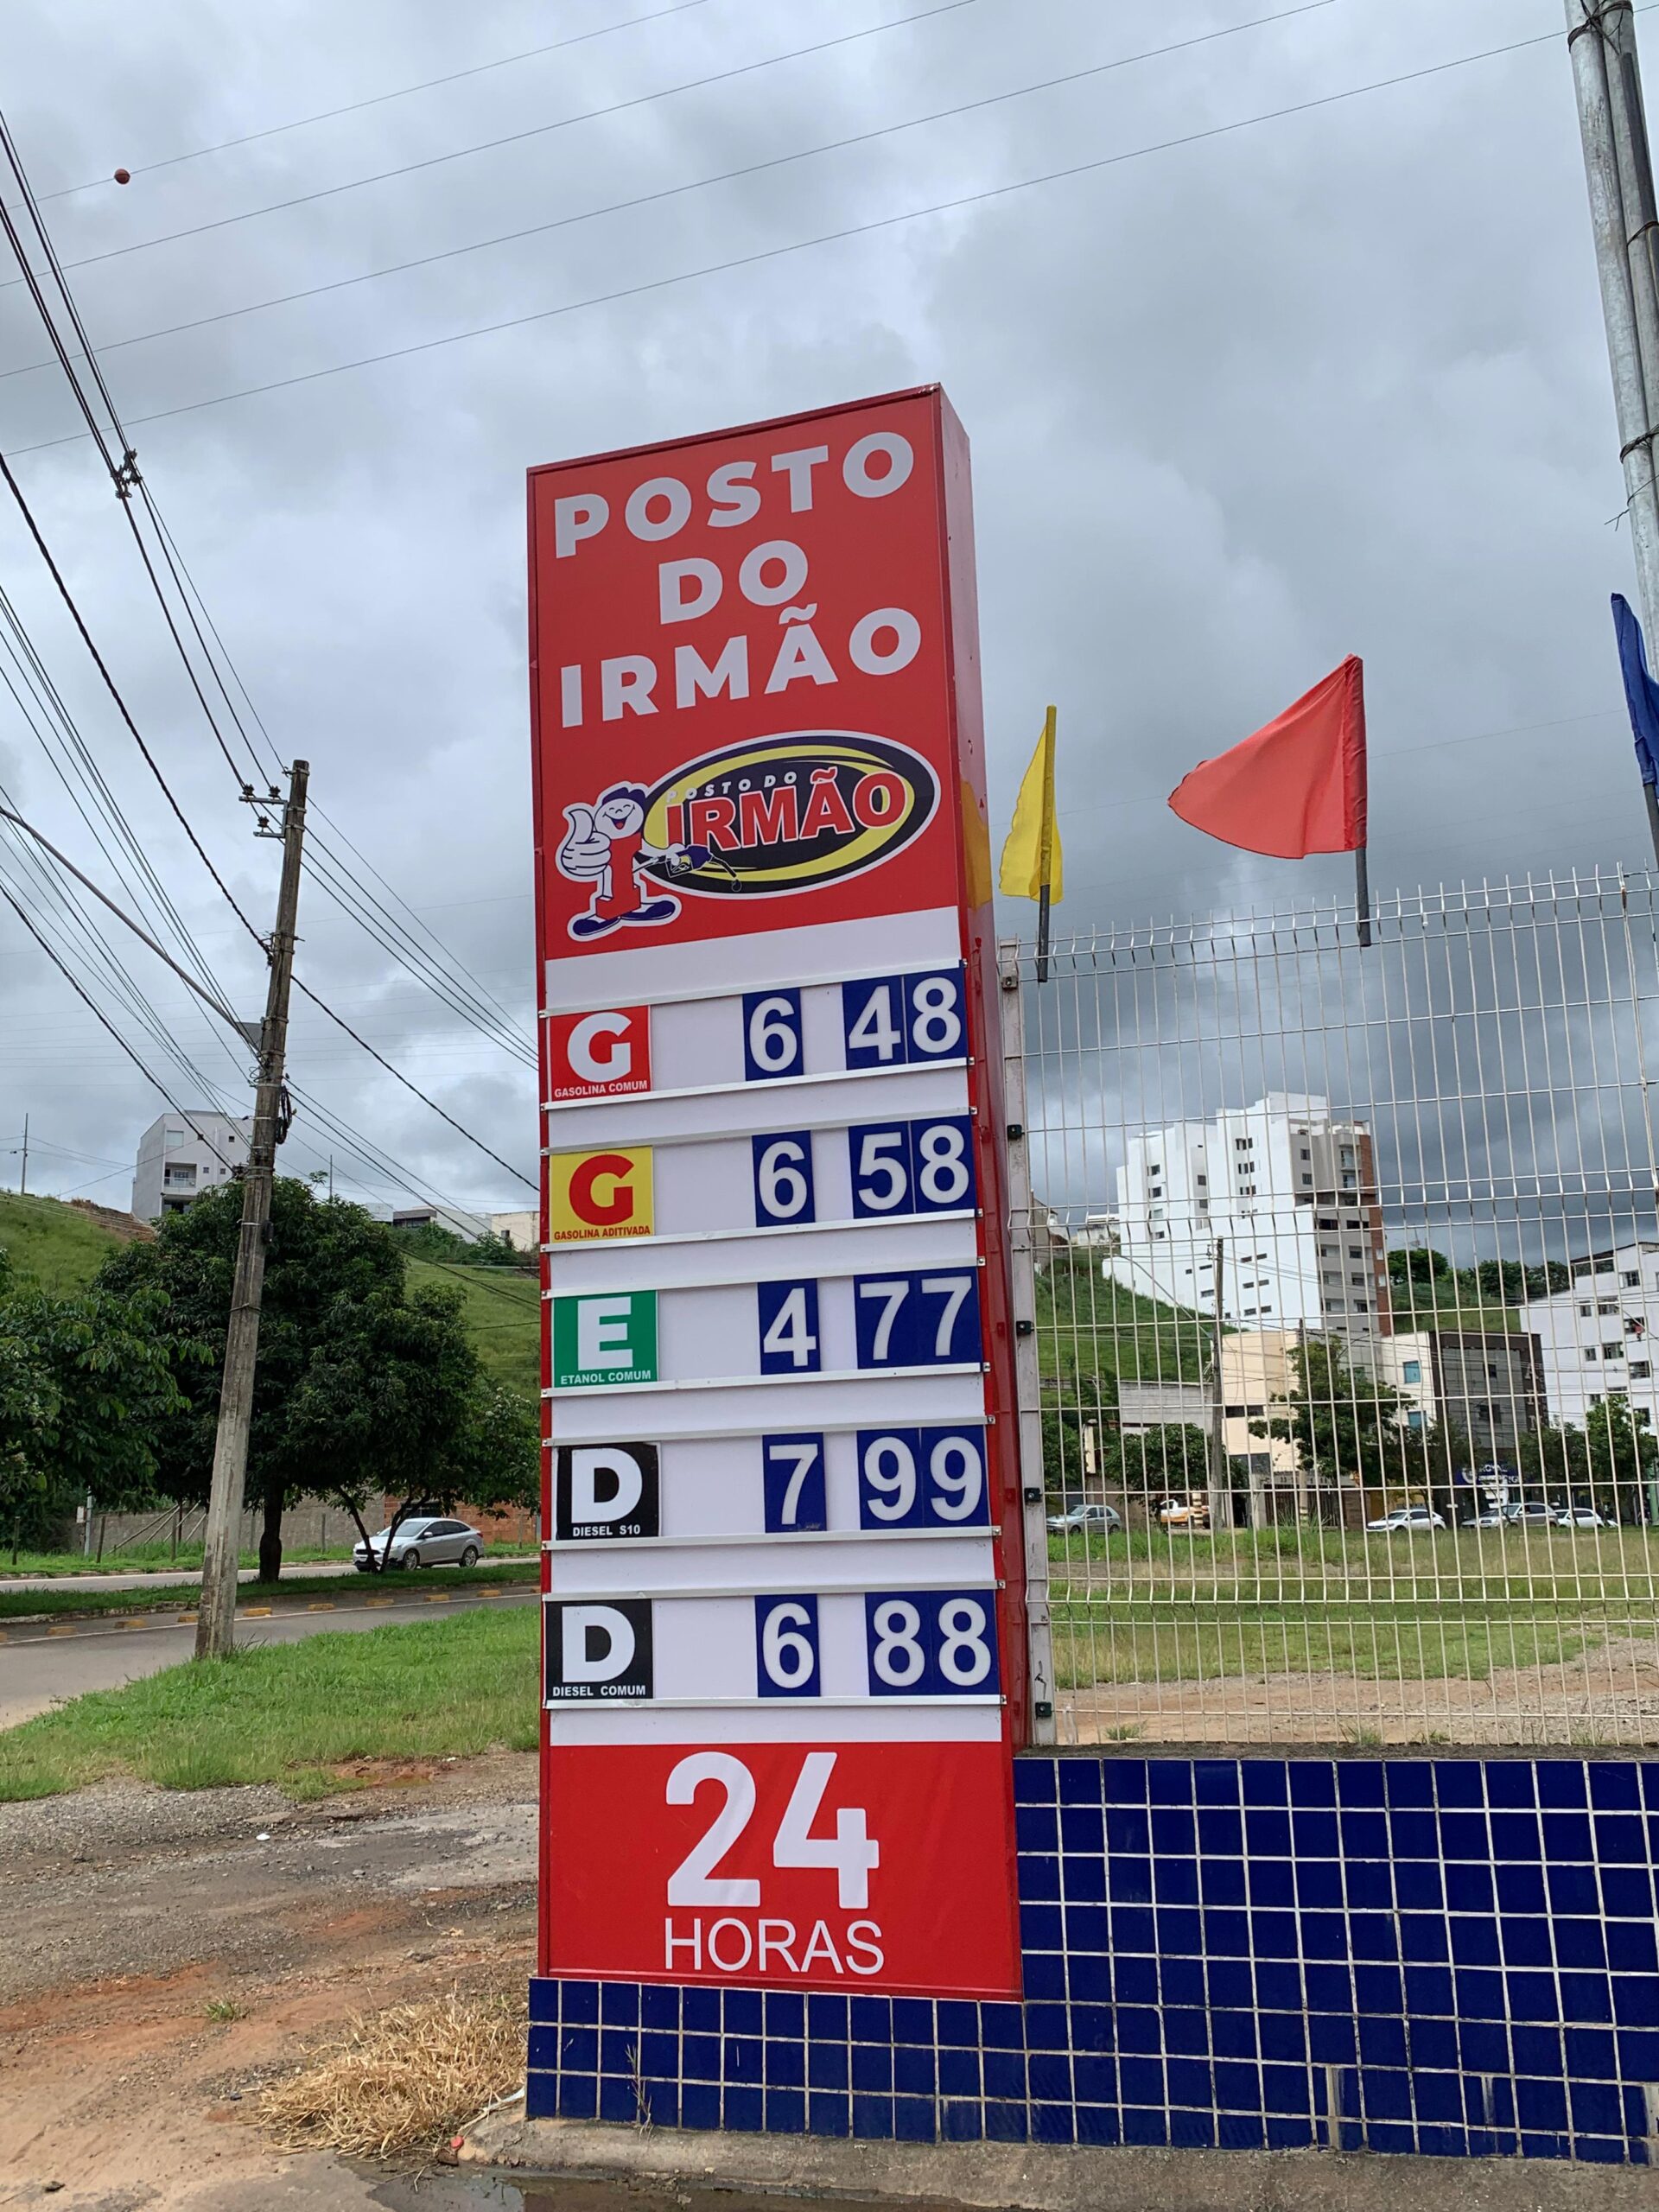 POSTO
DO
IRMÃO
POSTO DO
IRMÃO
G 6 48
GASOLINA COMUM
G 6 58
GASOLINA ADITIVADA
E 4 77
ETANOL COMUM
D 7 99
DIESEL S10
D 6 88
DIESEL COMUM
24
HORAS